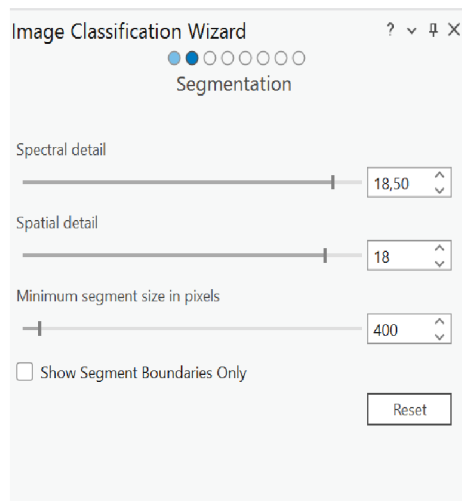 Image Classification Wizard ?
Segmentation
Spectral detail
18,50
Spatial detail
18
Minimum segment size in pixels
400
Show Segment Boundaries Only
Reset